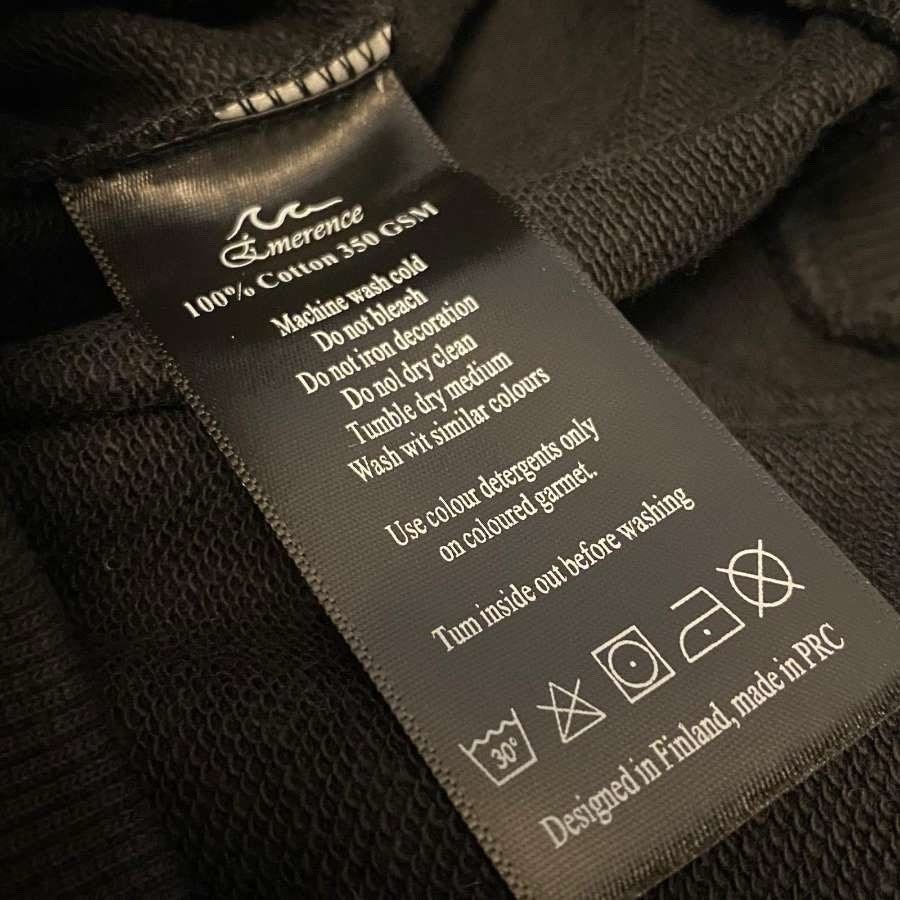 Emerence
100% Cotton 350 GSM
Machine wash cold
Do not bleach
Do not iron decoration
Do nol dry clean
Tumble dry medium
Wash wit similar colours
Use colour detergents only
on coloured garmet.
Tum inside out before washing
30°
Designed in Finland, made in PRC